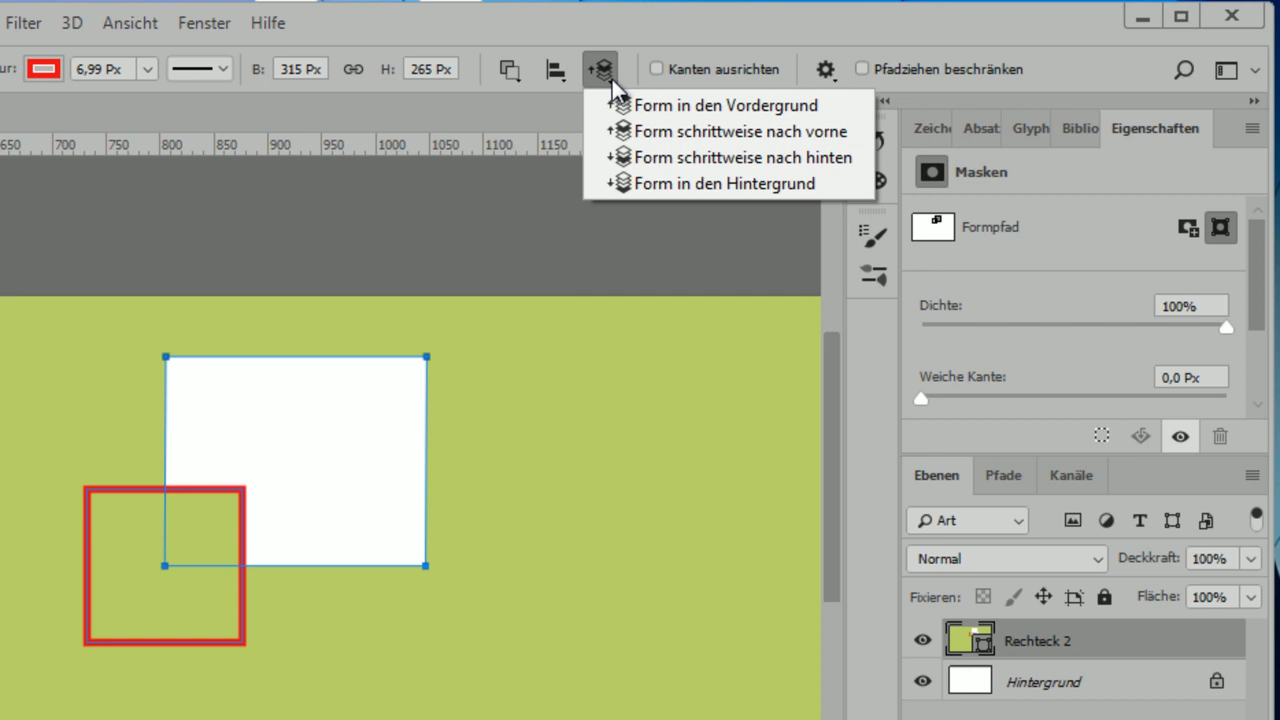 Filter 3D Ansicht Fenster Hilfe
ur: 6,99 Px B: 315 Px H: 265 Px Kanten ausrichten Pfadziehen beschränken
Form in den Vordergrund
Form schrittweise nach vorne
Form schrittweise nach hinten
Form in den Hintergrund
650 700 750 800 850 900 950 1000 1050 1100 1150
Zeiche Absat Glyph Biblio Eigenschaften
Masken
Formpfad
Dichte: 100%
Weiche Kante: 0,0 Px
Ebenen Pfade Kanäle
Art
Normal Deckkraft: 100%
Fixieren: Fläche: 100%
Rechteck 2
Hintergrund